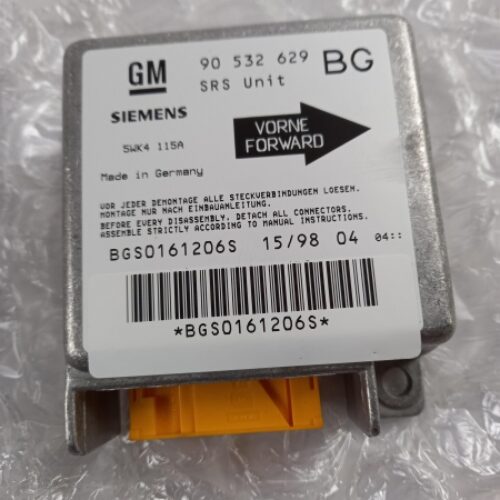 GM 90 532 629 BG
SRS Unit
SIEMENS
5WK4 115A
VORNE
FORWARD
Made in Germany
VOR JEDER DEMONTAGE ALLE STECKVERBINDUNGEN LOESEN.
MONTAGE NUR NACH EINBAUANLEITUNG.
BEFORE EVERY DISASSEMBLY, DETACH ALL CONNECTORS.
ASSEMBLE STRICTLY ACCORDING TO MANUAL INSTRUCTIONS.
BGS0161206S 15/98 04 04::
*BGS0161206S*